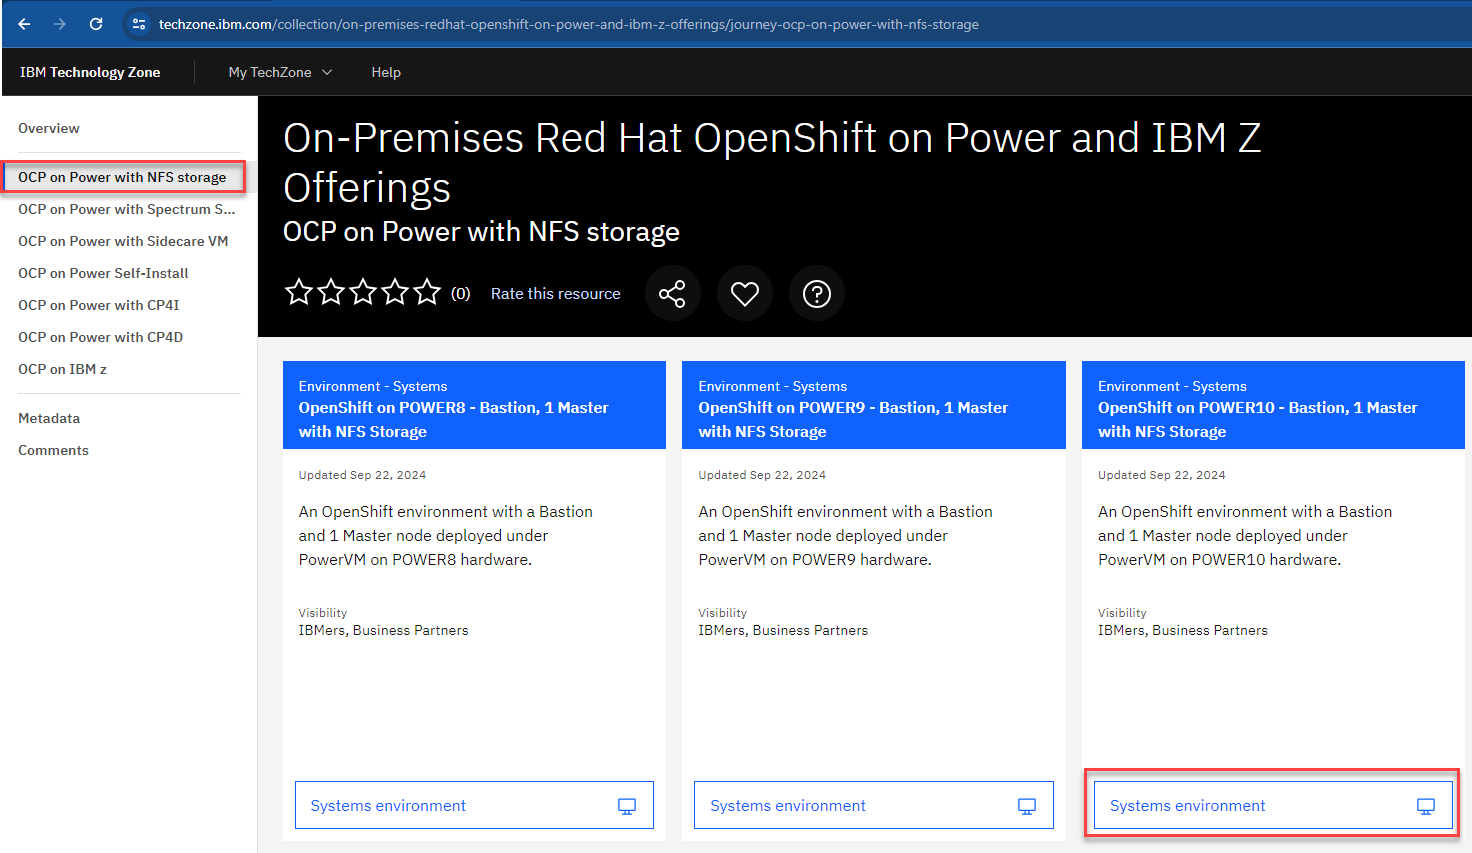 techzone.ibm.com/collection/on-premises-redhat-openshift-on-power-and-ibm-z-offerings/journey-ocp-on-power-with-nfs-storage
IBM Technology Zone
My TechZone
Help
Overview
OCP on Power with NFS storage
OCP on Power with Spectrum S...
OCP on Power with Sidecare VM
OCP on Power Self-Install
OCP on Power with CP4I
OCP on Power with CP4D
OCP on IBM z
Metadata
Comments
On-Premises Red Hat OpenShift on Power and IBM Z
Offerings
OCP on Power with NFS storage
(0) Rate this resource
Environment - Systems
OpenShift on POWER8 - Bastion, 1 Master
with NFS Storage
Updated Sep 22, 2024
An OpenShift environment with a Bastion
and 1 Master node deployed under
PowerVM on POWER8 hardware.
Visibility
IBMers, Business Partners
Systems environment
Environment - Systems
OpenShift on POWER9 - Bastion, 1 Master
with NFS Storage
Updated Sep 22, 2024
An OpenShift environment with a Bastion
and 1 Master node deployed under
PowerVM on POWER9 hardware.
Visibility
IBMers, Business Partners
Systems environment
Environment - Systems
OpenShift on POWER10 - Bastion, 1 Master
with NFS Storage
Updated Sep 22, 2024
An OpenShift environment with a Bastion
and 1 Master node deployed under
PowerVM on POWER10 hardware.
Visibility
IBMers, Business Partners
Systems environment